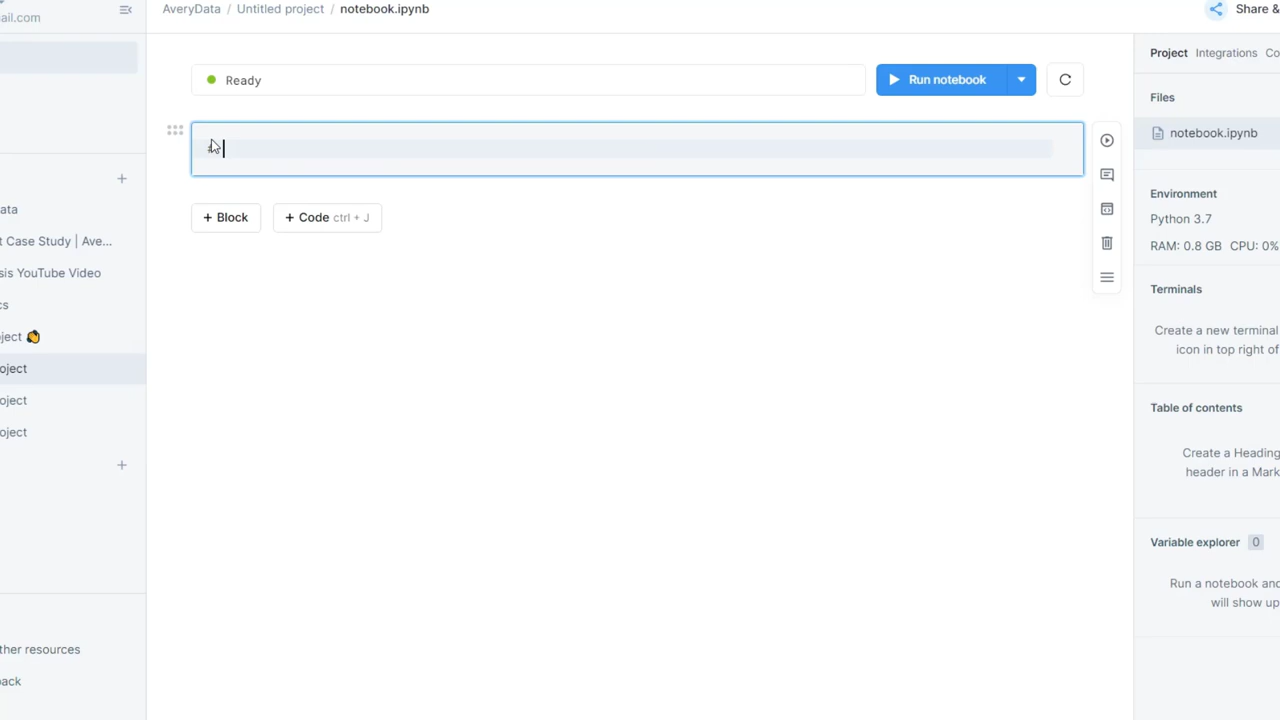 ail.com
AveryData / Untitled project / notebook.ipynb
Share &
Ready
Run notebook
+ Block
+ Code ctrl + J
ata
t Case Study | Ave...
sis YouTube Video
cs
oject 👏
oject
oject
oject
ther resources
back
Project Integrations Co
Files
notebook.ipynb
Environment
Python 3.7
RAM: 0.8 GB CPU: 0%
Terminals
Create a new terminal
icon in top right of
Table of contents
Create a Heading
header in a Mark
Variable explorer 0
Run a notebook and
will show up